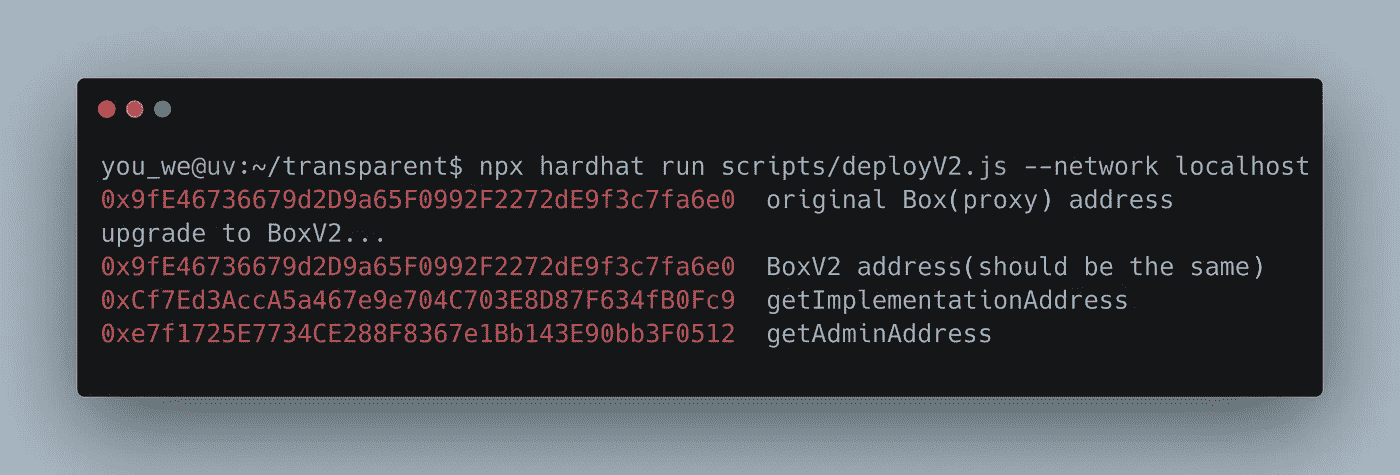 you_we@uv:~/transparent$ npx hardhat run scripts/deployV2.js --network localhost
0x9fE46736679d2D9a65F0992F2272dE9f3c7fa6e0  original Box(proxy) address
upgrade to BoxV2...
0x9fE46736679d2D9a65F0992F2272dE9f3c7fa6e0  BoxV2 address(should be the same)
0xCf7Ed3AccA5a467e9e704C703E8D87F634fB0Fc9  getImplementationAddress
0xe7f1725E7734CE288F8367e1Bb143E90bb3F0512  getAdminAddress